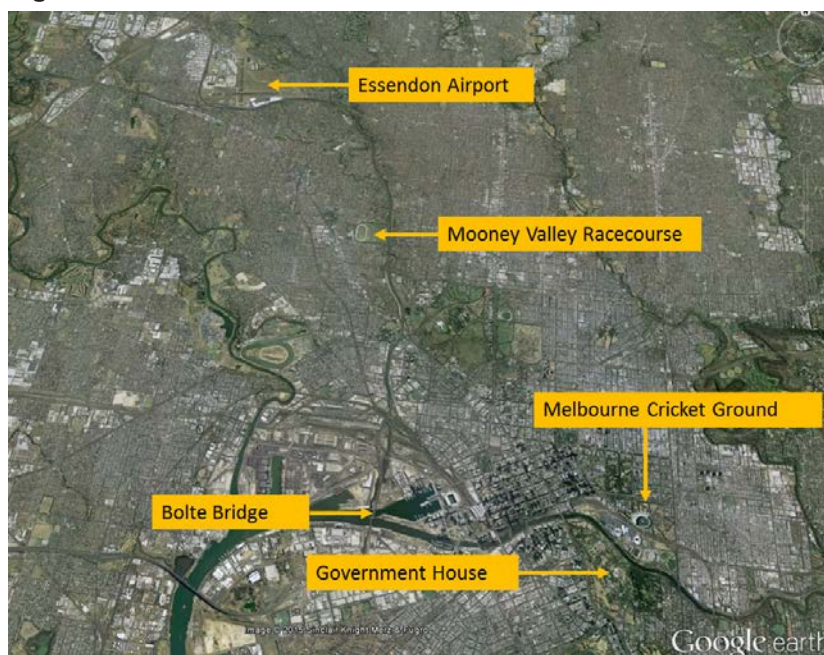 Essendon Airport
Mooney Valley Racecourse
Melbourne Cricket Ground
Bolte Bridge
Government House
Google earth